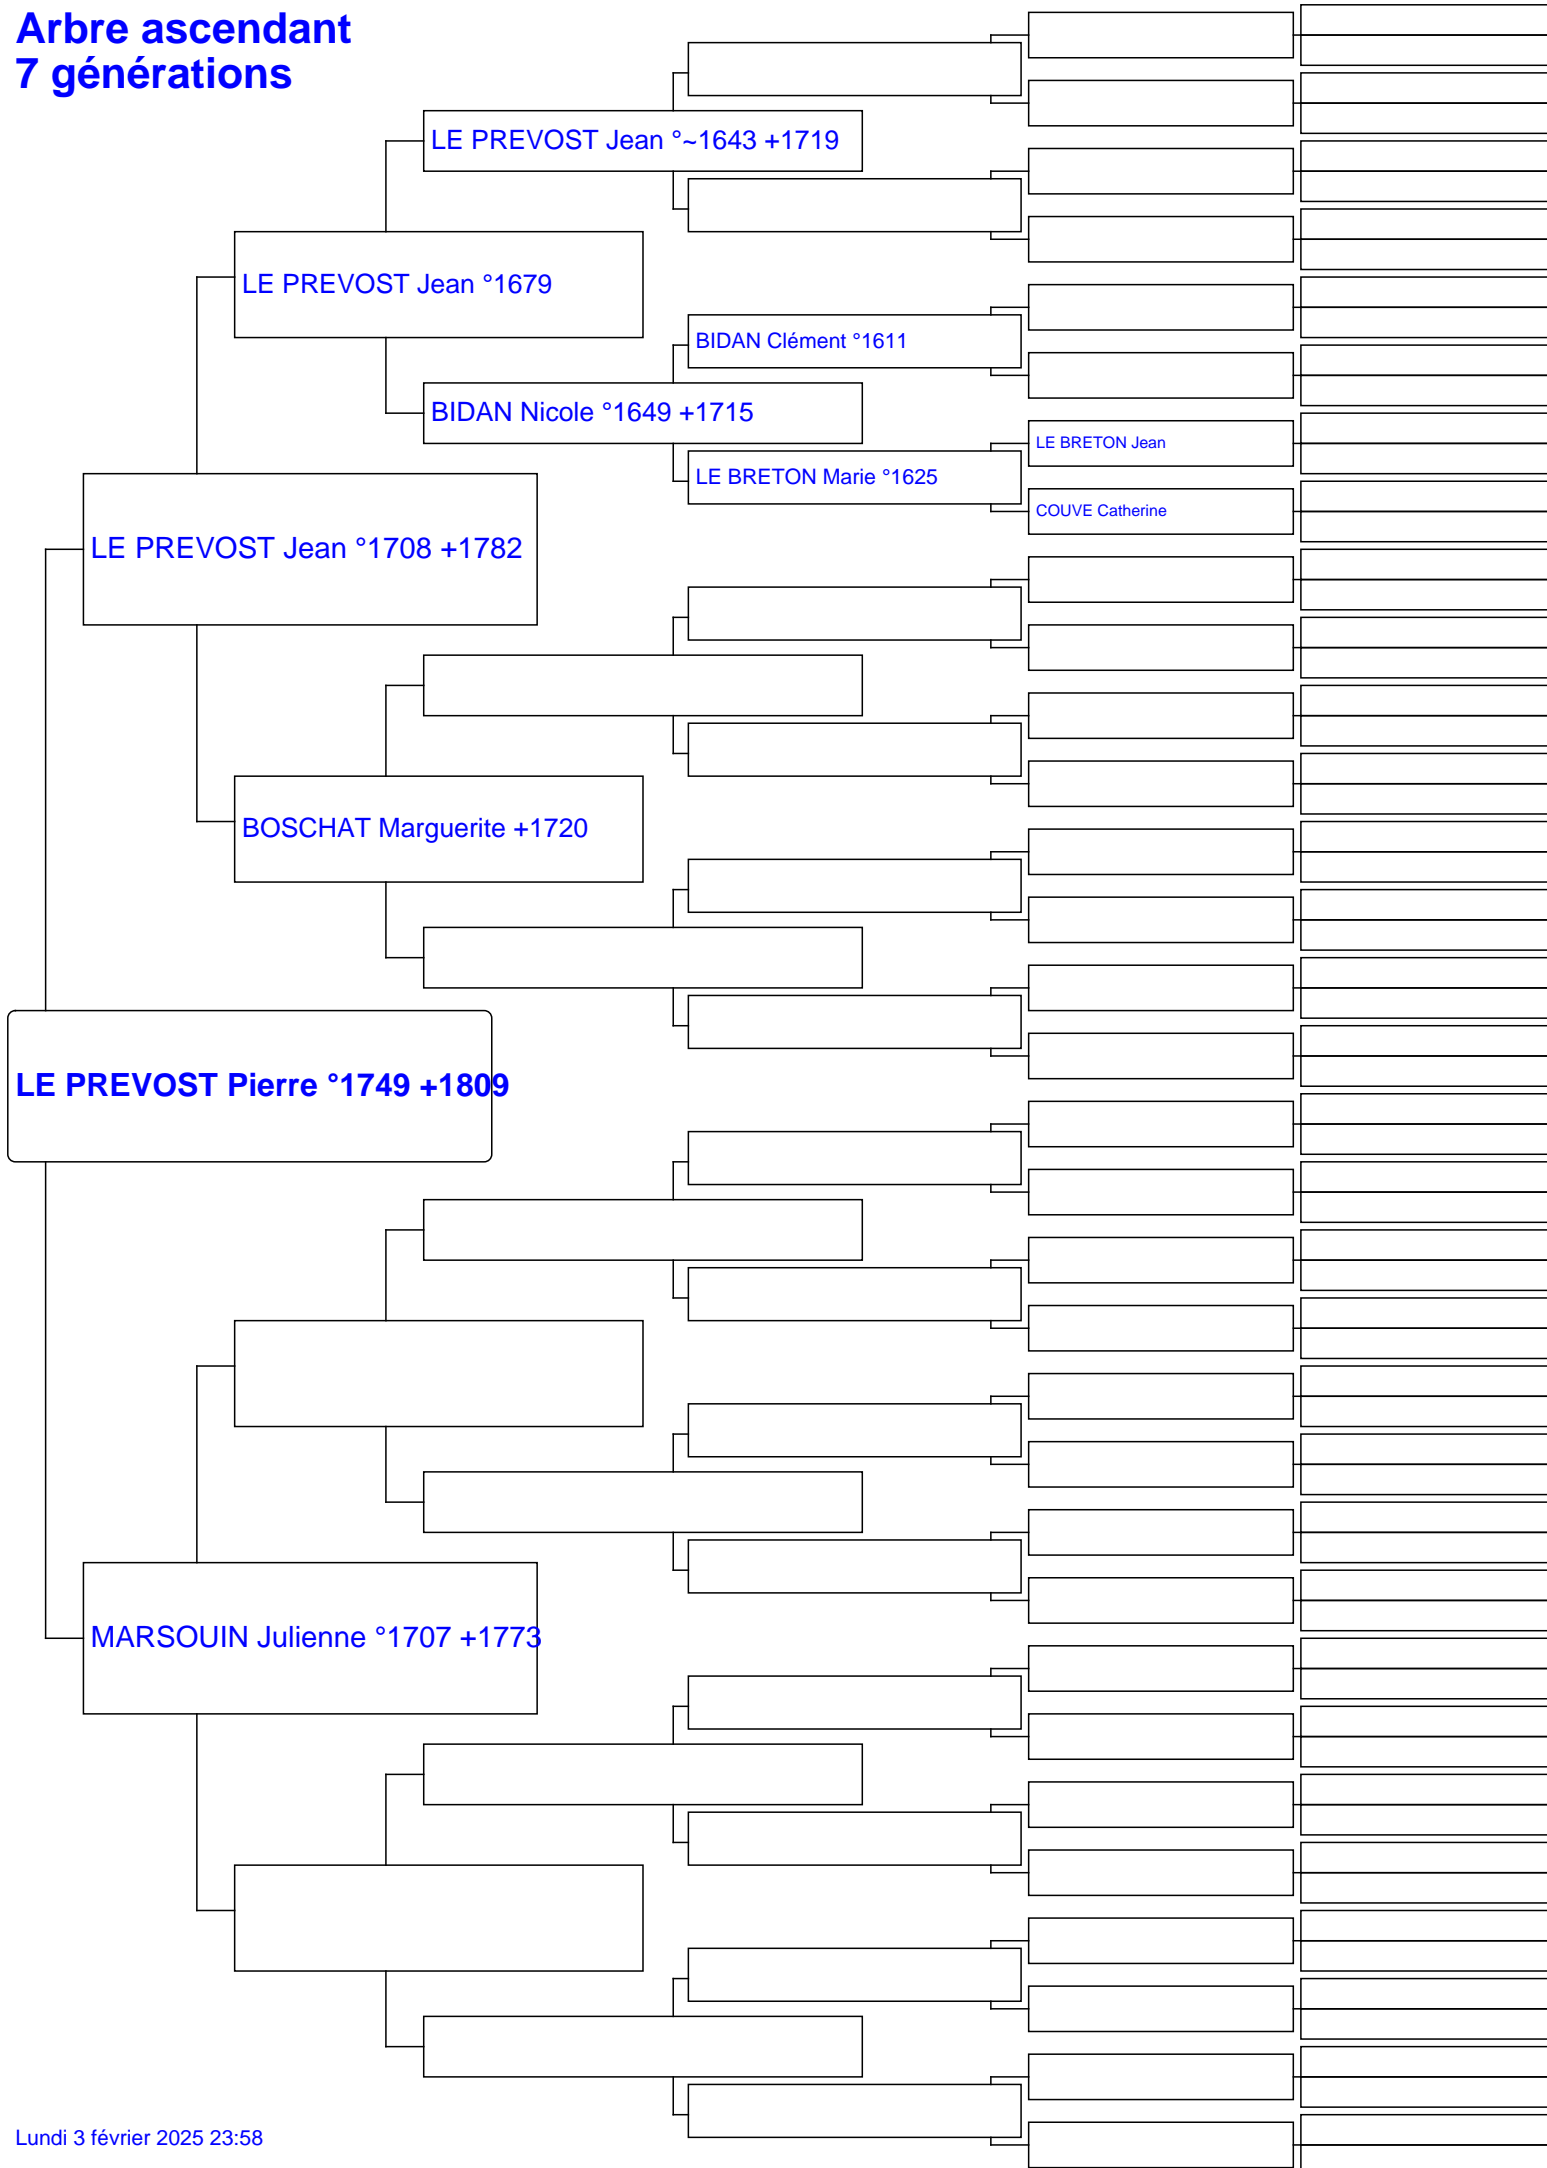 Arbre ascendant
7 générations
LE PREVOST Jean °~1643 +1719
LE PREVOST Jean °1679
BIDAN Clément °1611
BIDAN Nicole °1649 +1715
LE BRETON Jean
LE BRETON Marie °1625
COUVE Catherine
LE PREVOST Jean °1708 +1782
BOSCHAT Marguerite +1720
LE PREVOST Pierre °1749 +1809
MARSOUIN Julienne °1707 +1773
Lundi 3 février 2025 23:58